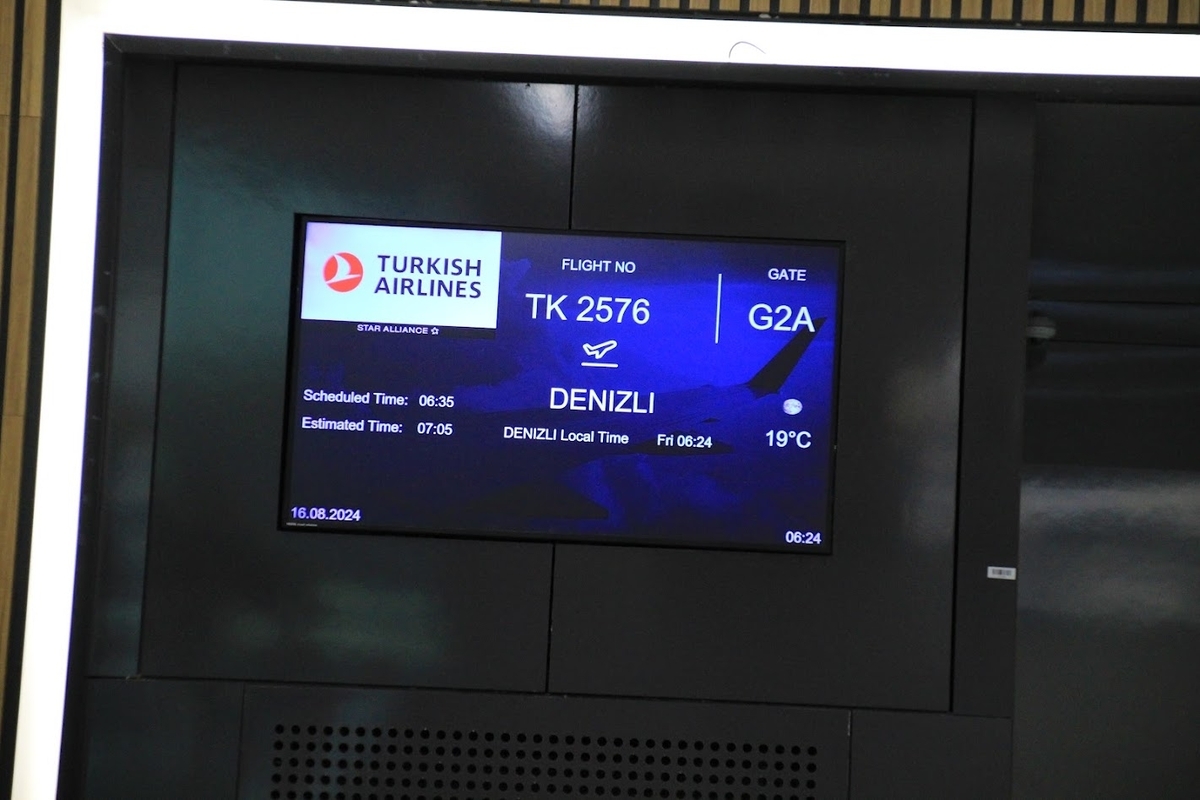 TURKISH
AIRLINES
STAR ALLIANCE
FLIGHT NO
TK 2576
GATE
G2A
DENIZLI
Scheduled Time: 06:35
Estimated Time: 07:05
DENIZLI Local Time Fri 06:24
19°C
16.08.2024
06:24